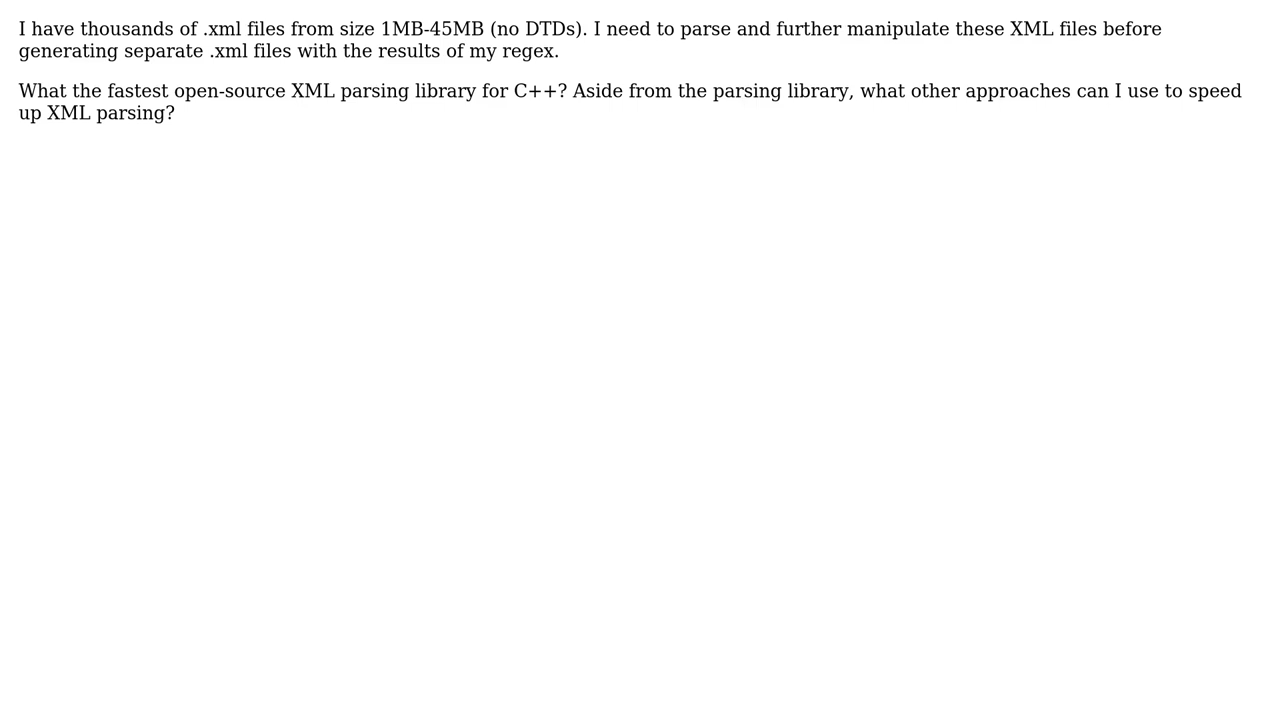 I have thousands of .xml files from size 1MB-45MB (no DTDs). I need to parse and further manipulate these XML files before
generating separate .xml files with the results of my regex.
What the fastest open-source XML parsing library for C++? Aside from the parsing library, what other approaches can I use to speed
up XML parsing?